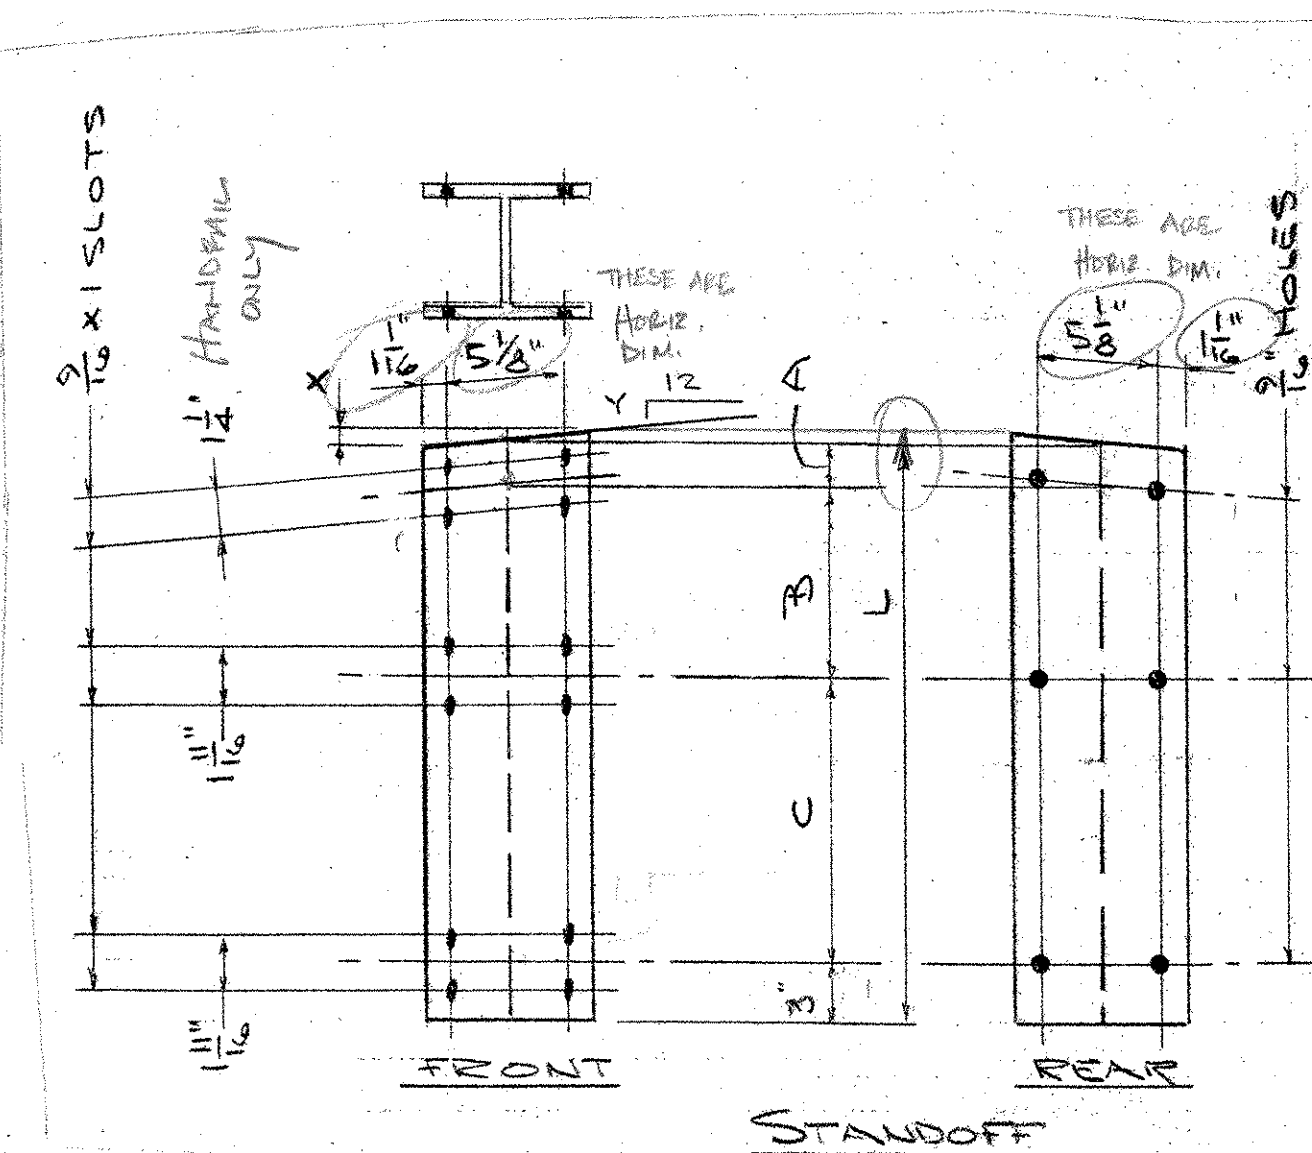 9/16 x 1 SLOTS
HANDRAIL
ONLY
1 1/4"
1 11/16"
1 11/16"
X
1 1/16"
5 1/8"
THESE ARE
HORIZ.
DIM.
Y
12
A
B
L
C
3"
THESE ARE
HORIZ. DIM.
5 1/8"
1 1/16"
9/16" HOLES
FRONT
REAR
STANDOFF